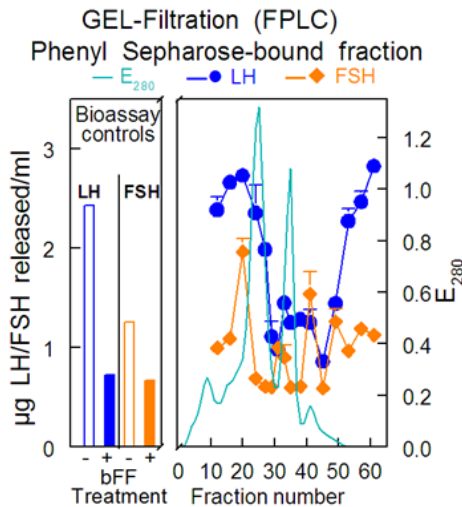 GEL-Filtration (FPLC)
Phenyl Sepharose-bound fraction
E280 LH FSH
Bioassay
controls
LH FSH
µg LH/FSH released/ml
3
2
1
0
- + - +
bFF
Treatment
E280
1.2
1.0
0.8
0.6
0.4
0.2
0.0
0 10 20 30 40 50 60
Fraction number